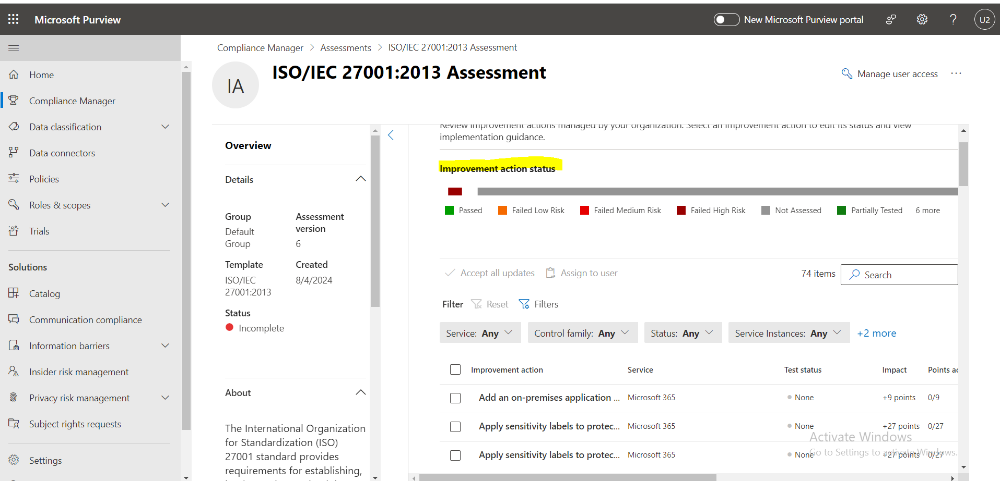 Microsoft Purview
New Microsoft Purview portal
?
U2
Home
Compliance Manager
Data classification
Data connectors
Policies
Roles & scopes
Trials
Solutions
Catalog
Communication compliance
Information barriers
Insider risk management
Privacy risk management
Subject rights requests
Settings
Compliance Manager > Assessments > ISO/IEC 27001:2013 Assessment
IA
ISO/IEC 27001:2013 Assessment
Manage user access
...
Overview
Details
Group
Default
Group
Assessment
version
6
Template
ISO/IEC
27001:2013
Created
8/4/2024
Status
Incomplete
About
The International Organization
for Standardization (ISO)
27001 standard provides
requirements for establishing,
Review improvement actions managed by your organization. Select an improvement action to edit its status and view
implementation guidance.
Improvement action status
Passed
Failed Low Risk
Failed Medium Risk
Failed High Risk
Not Assessed
Partially Tested
6 more
Accept all updates
Assign to user
74 items
Search
Filter
Reset
Filters
Service: Any
Control family: Any
Status: Any
Service Instances: Any
+2 more
Improvement action Service Test status Impact Points ac
Add an on-premises application ... Microsoft 365 None +9 points 0/9
Apply sensitivity labels to protec... Microsoft 365 None +27 points 0/27
Apply sensitivity labels to protec... Microsoft 365 None +27 points 0/27
Activate Windows
Go to Settings to activate Windows.